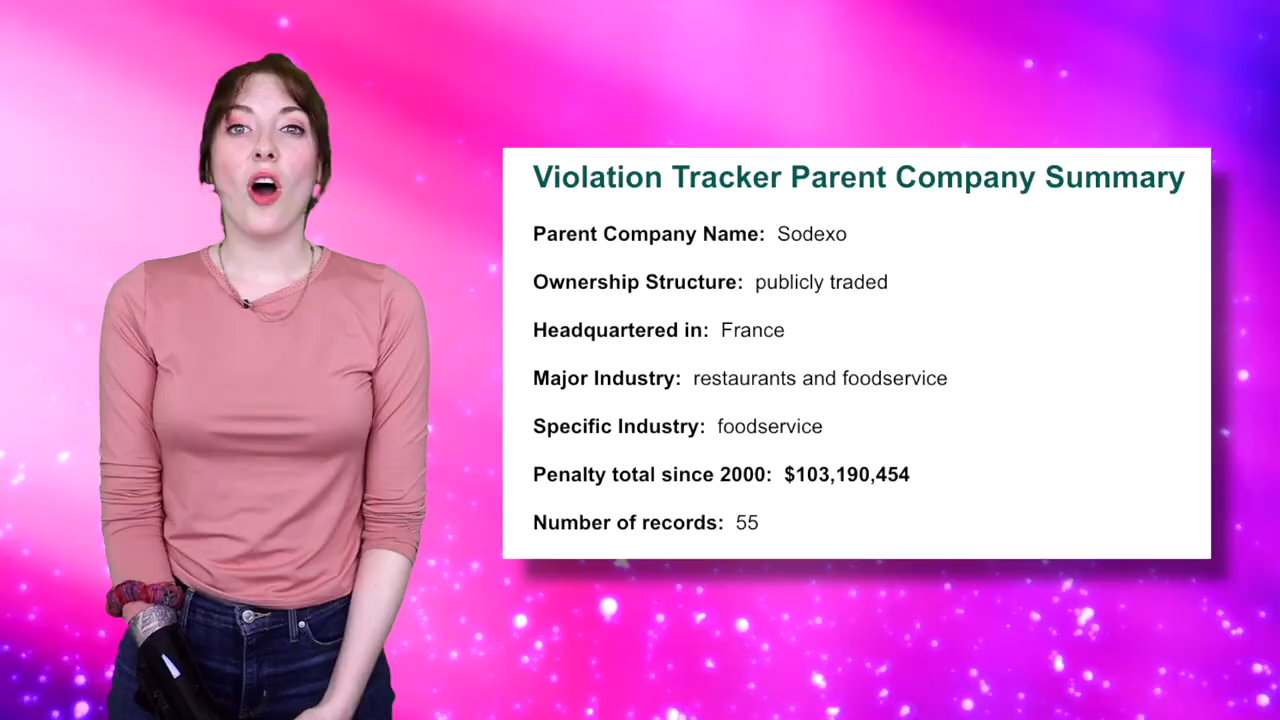 Violation Tracker Parent Company Summary
Parent Company Name: Sodexo
Ownership Structure: publicly traded
Headquartered in: France
Major Industry: restaurants and foodservice
Specific Industry: foodservice
Penalty total since 2000: $103,190,454
Number of records: 55